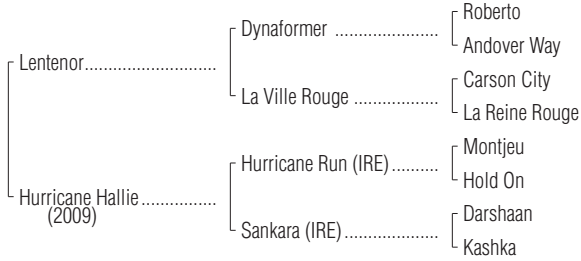 Roberto
Dynaformer ......................
Andover Way
Lentenor............................
Carson City
La Ville Rouge ..................
La Reine Rouge
Montjeu
Hurricane Run (IRE) ..........
Hold On
Hurricane Hallie ................
(2009)
Darshaan
Sankara (IRE)....................
Kashka